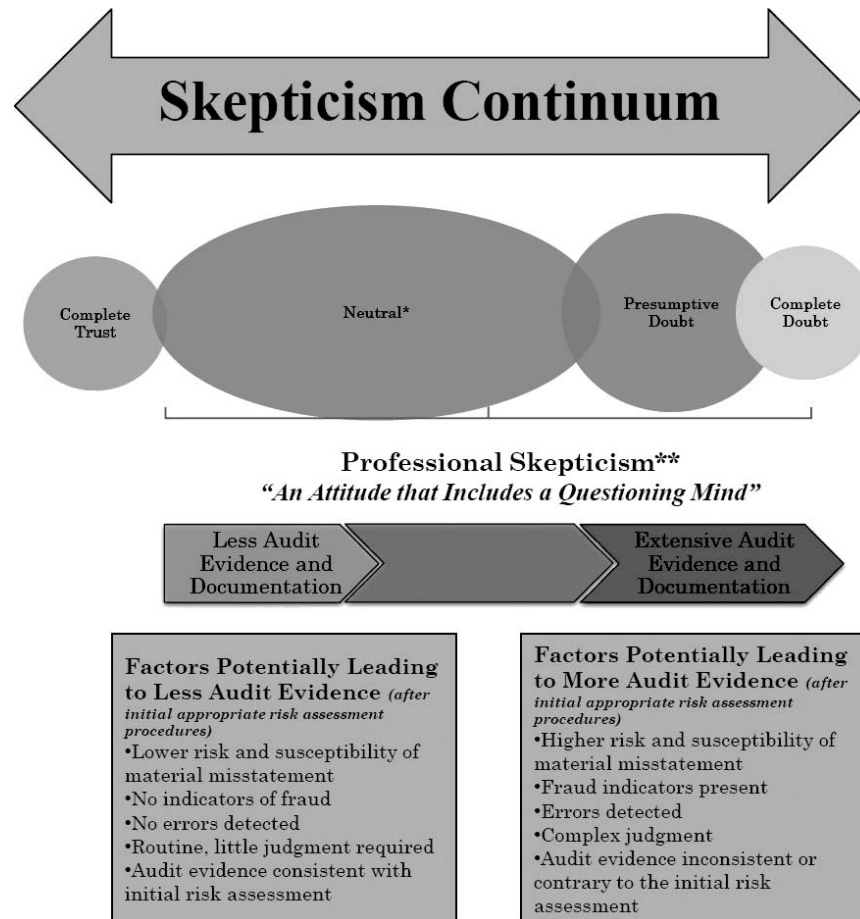 Skepticism Continuum
Complete
Trust
Neutral*
Presumptive
Doubt
Complete
Doubt
Professional Skepticism**
“An Attitude that Includes a Questioning Mind”
Less Audit
Evidence and
Documentation
Extensive Audit
Evidence and
Documentation
Factors Potentially Leading
to Less Audit Evidence (after
initial appropriate risk assessment
procedures)
•Lower risk and susceptibility of
material misstatement
•No indicators of fraud
•No errors detected
•Routine, little judgment required
•Audit evidence consistent with
initial risk assessment
Factors Potentially Leading
to More Audit Evidence (after
initial appropriate risk assessment
procedures)
•Higher risk and susceptibility of
material misstatement
•Fraud indicators present
•Errors detected
•Complex judgment
•Audit evidence inconsistent or
contrary to the initial risk
assessment